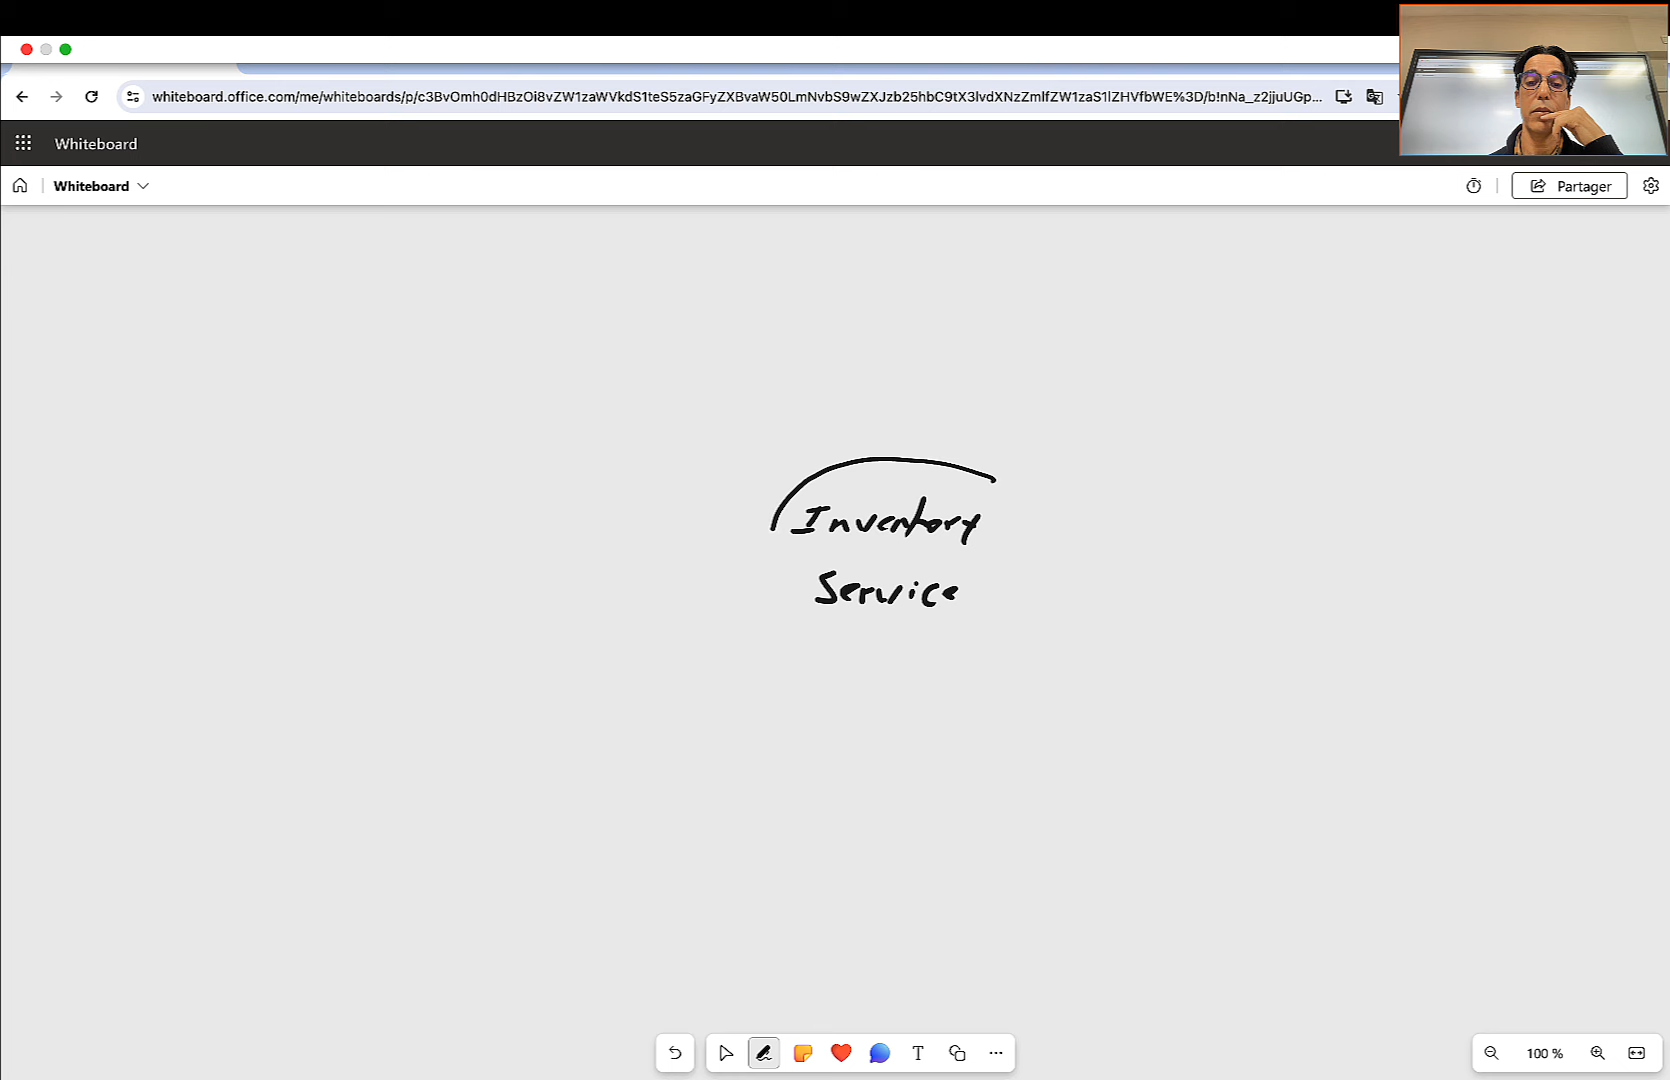 whiteboard.office.com/me/whiteboards/p/c3BvOmh0dHBzOi8vZW1zaWVkdS1teS5zaGFyZXBvaW50LmNvbS9wZXJzb25hbC9tX3lvdXNzZmlfZW1zaS1lZHVfbWE%3D/b!nNa_z2jjuUGp...
Whiteboard
Whiteboard
Partager
Inventory
Service
T
100 %